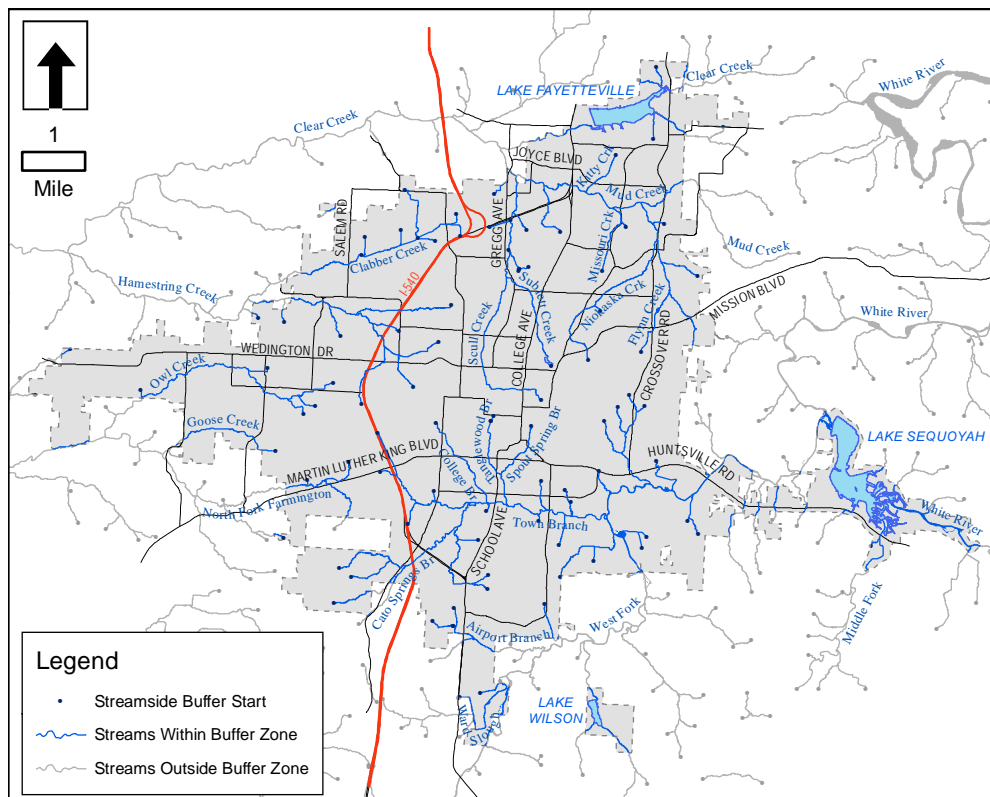 1
Mile
LAKE FAYETTEVILLE
Clear Creek
White River
Clear Creek
JOYCE BLVD
Kitty Crk
Mud Creek
SALEM RD
GREGG AVE
Missouri Crk
Mud Creek
Clabber Creek
Hamestring Creek
I-540
Sublett Creek
Niokaska Crk
MISSION BLVD
Flynn Creek
White River
Scull Creek
COLLEGE AVE
CROSSOVER RD
WEDINGTON DR
Owl Creek
Goose Creek
Tanglewood Br
Spout Spring Br
LAKE SEQUOYAH
MARTIN LUTHER KING BLVD
College Br
HUNTSVILLE RD
North Fork Farmington
Town Branch
White River
SCHOOL AVE
Cato Springs Br
West Fork
Middle Fork
Airport Branch
LAKE
WILSON
Ward
Slough
Legend
Streamside Buffer Start
Streams Within Buffer Zone
Streams Outside Buffer Zone